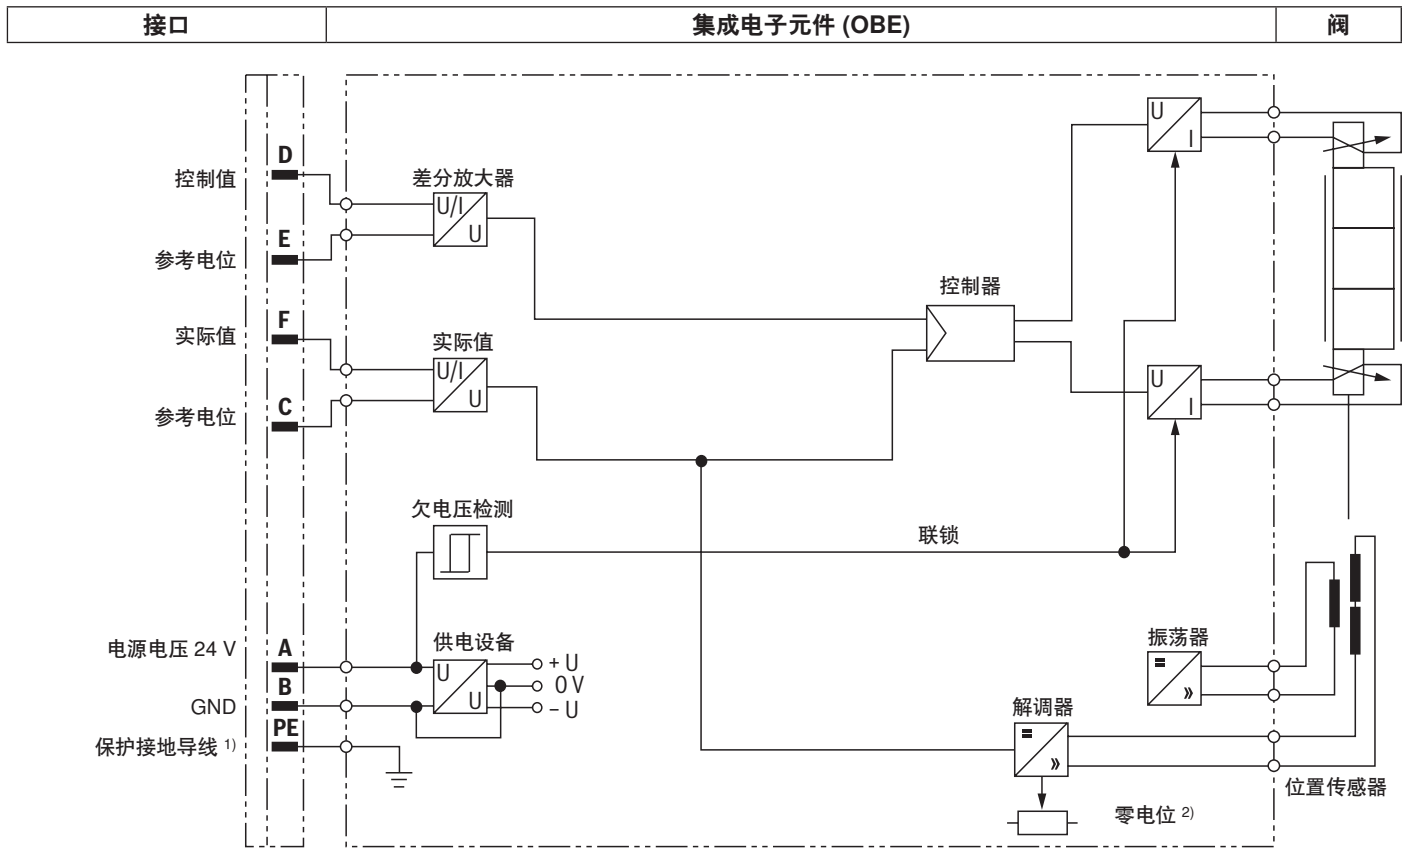 接口 集成电子元件 (OBE) 阀
D
控制值
E
参考电位
F
实际值
C
参考电位
差分放大器
U/I
U
实际值
U/I
U
控制器
U
I
U
I
欠电压检测
联锁
电源电压 24 V
A
B
GND
PE
保护接地导线 1)
供电设备
U
U
+ U
0 V
– U
振荡器
=
»
解调器
=
»
位置传感器
零电位 2)